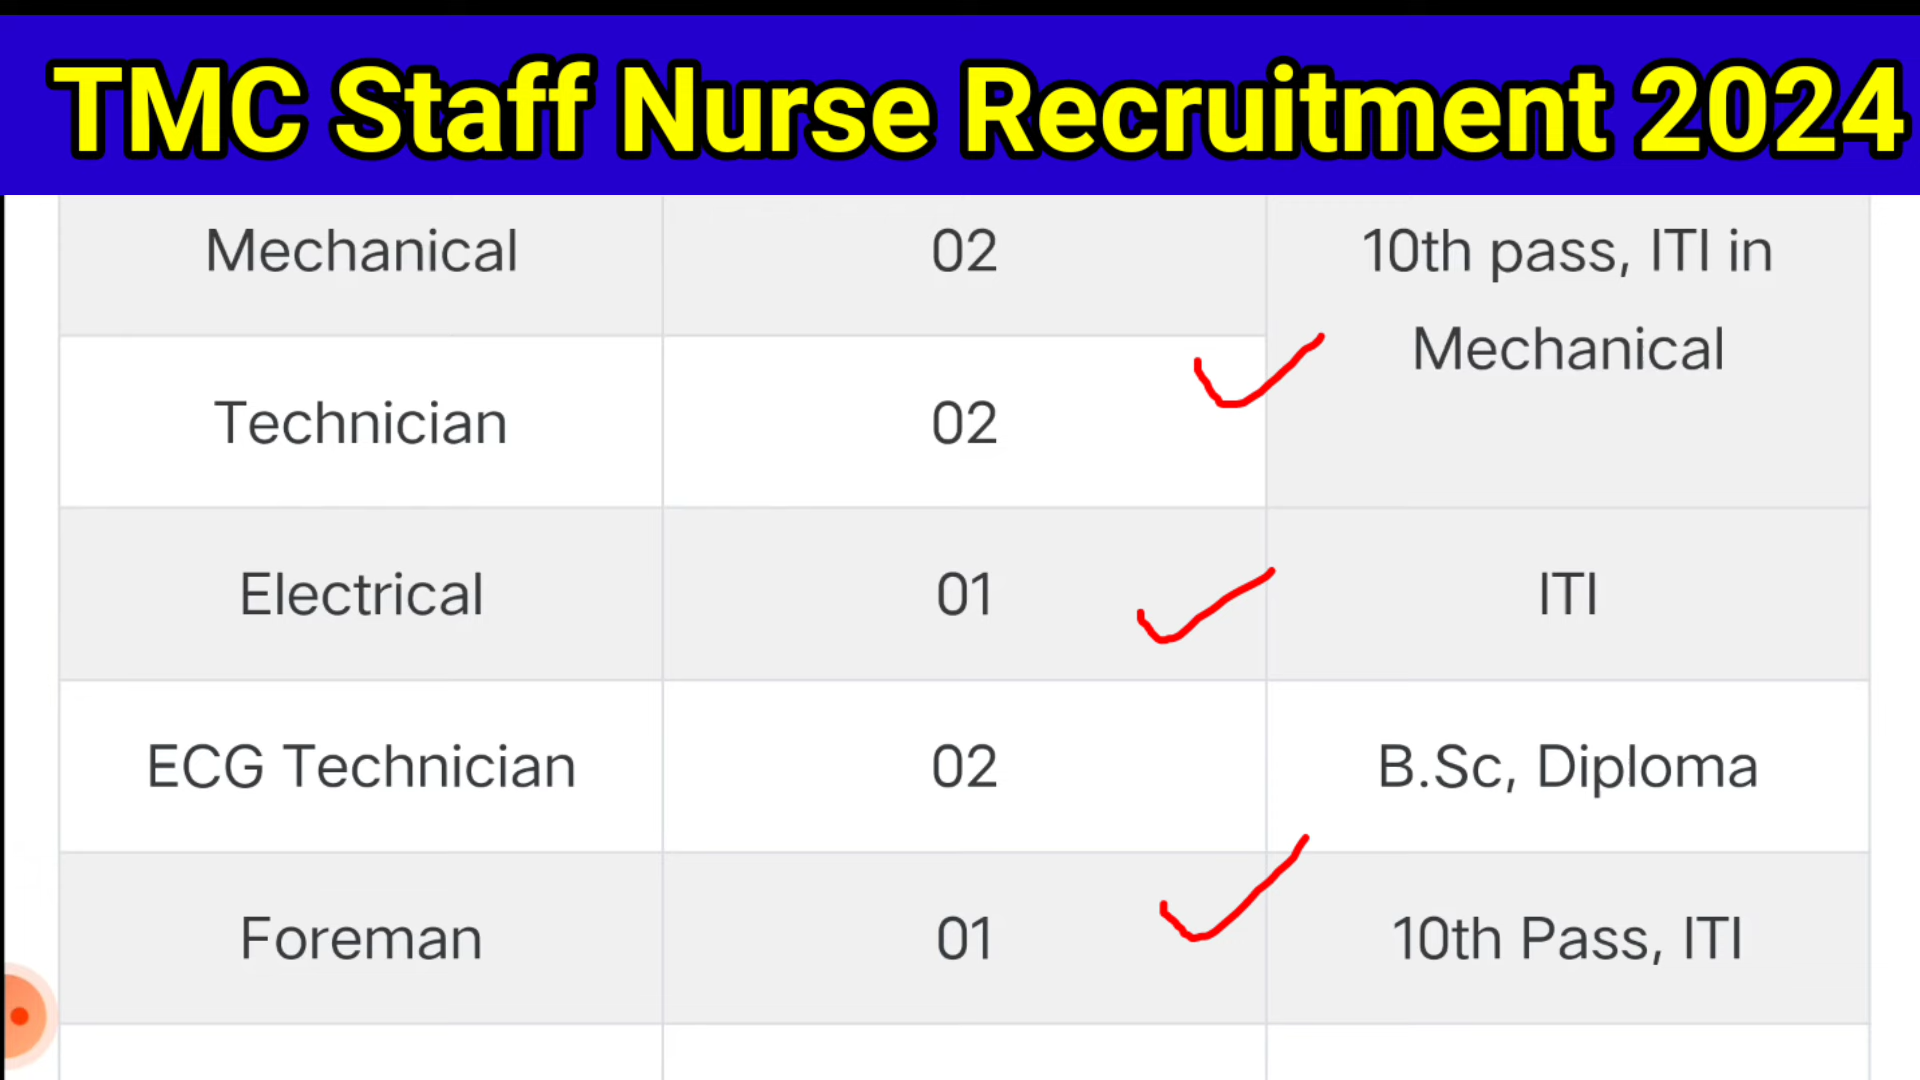 TMC Staff Nurse Recruitment 2024
Mechanical 02 10th pass, ITI in
Mechanical
Technician 02
Electrical 01 ITI
ECG Technician 02 B.Sc, Diploma
Foreman 01 10th Pass, ITI